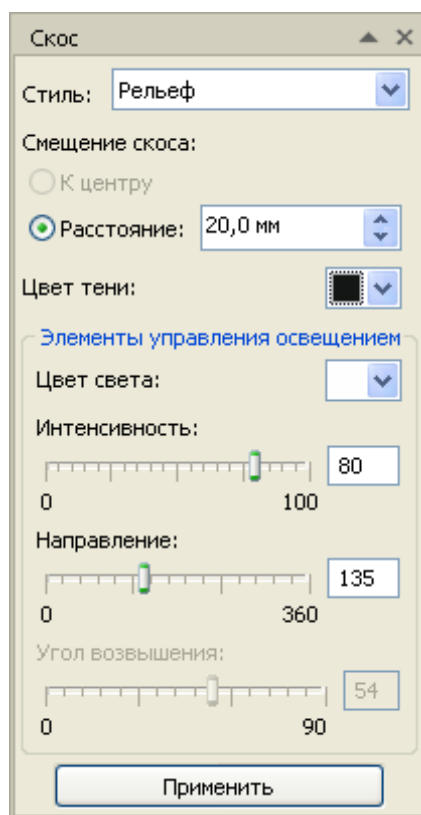 Скос
Стиль: Рельеф
Смещение скоса:
К центру
Расстояние: 20,0 мм
Цвет тени:
Элементы управления освещением
Цвет света:
Интенсивность:
80
0 100
Направление:
135
0 360
Угол возвышения:
54
0 90
Применить